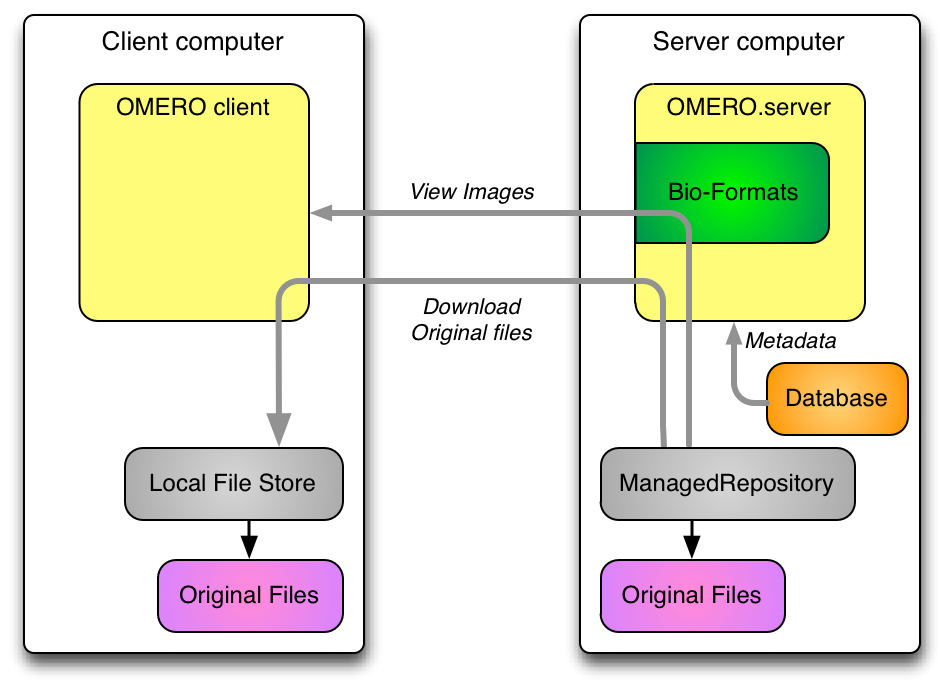 Client computer
Server computer
OMERO client
OMERO.server
Bio-Formats
View Images
Download
Original files
Metadata
Database
Local File Store
ManagedRepository
Original Files
Original Files